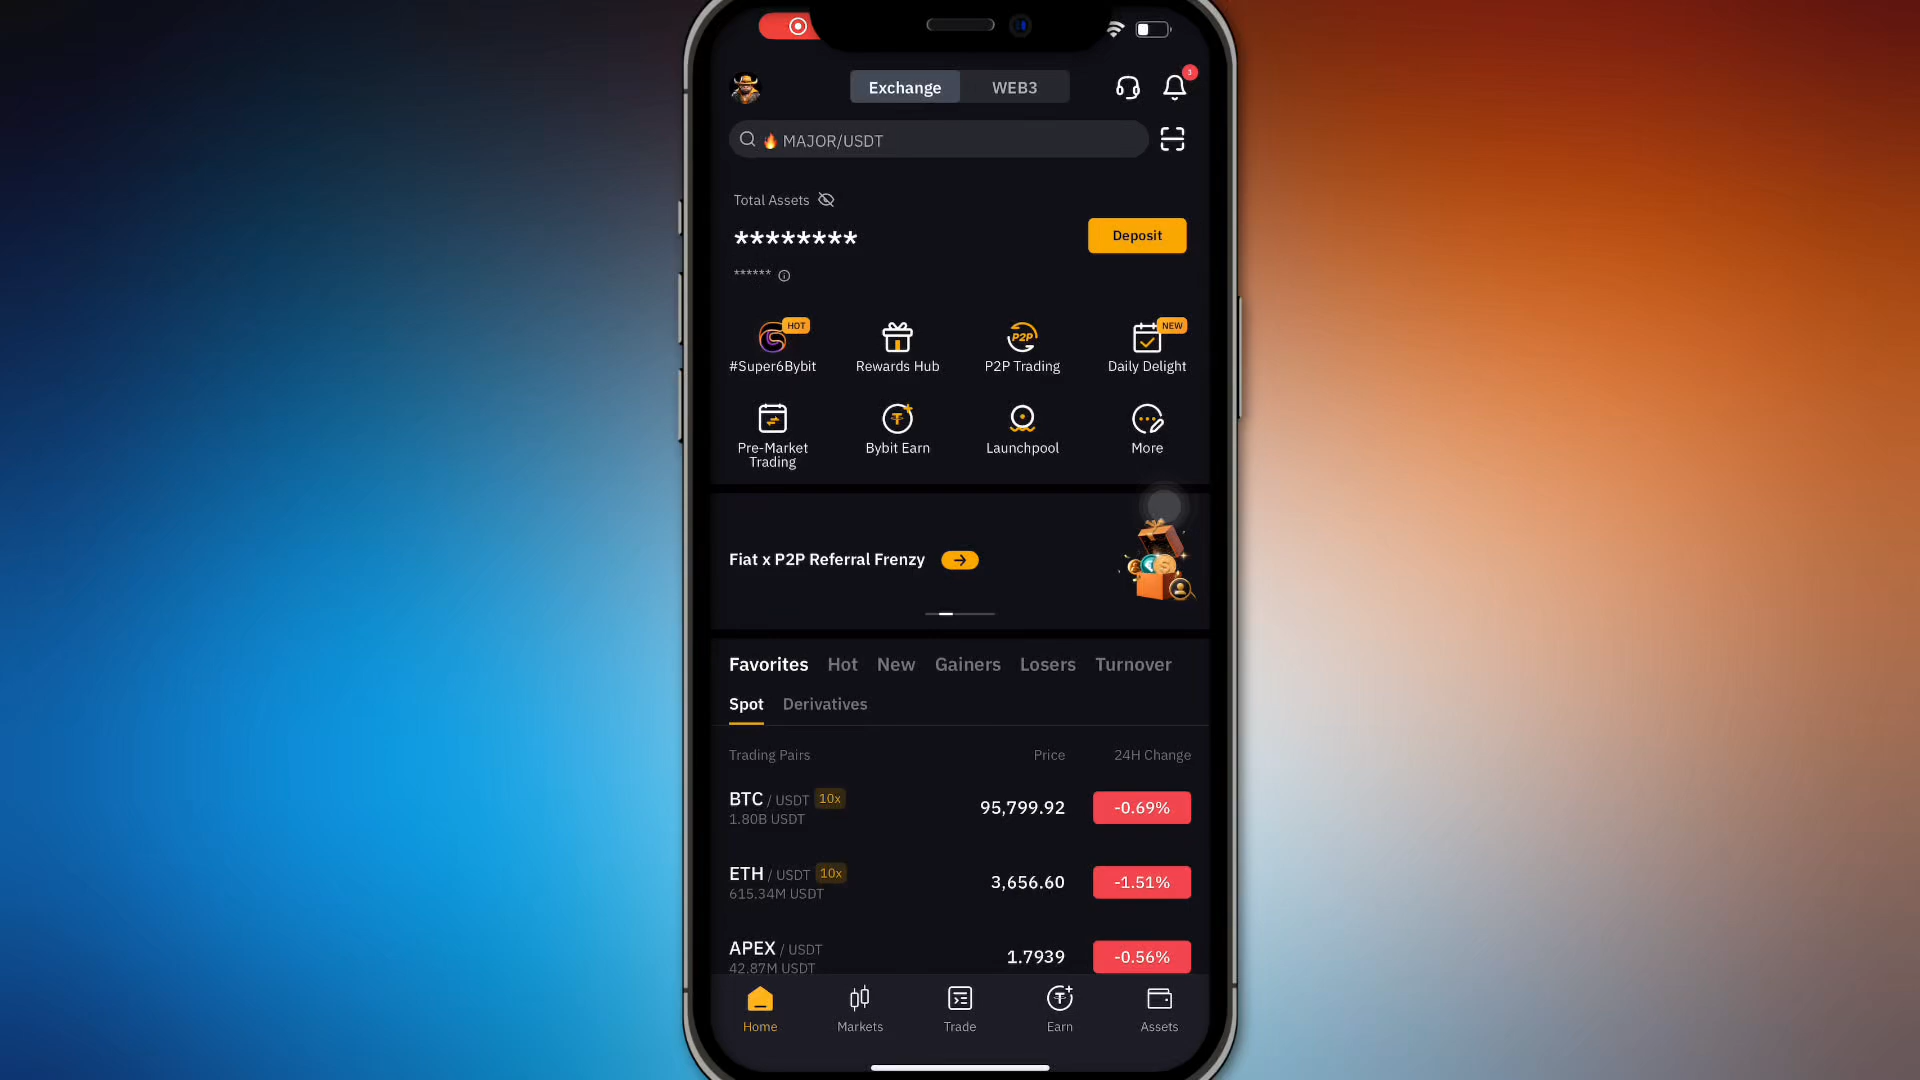 Exchange WEB3
3
MAJOR/USDT
Total Assets
********
Deposit
******
HOT
NEW
#Super6Bybit Rewards Hub P2P P2P Trading Daily Delight
Pre-Market Trading Bybit Earn Launchpool More
Fiat x P2P Referral Frenzy
Favorites Hot New Gainers Losers Turnover
Spot Derivatives
Trading Pairs Price 24H Change
BTC / USDT 10x 95,799.92 -0.69%
1.80B USDT
ETH / USDT 10x 3,656.60 -1.51%
615.34M USDT
APEX / USDT 1.7939 -0.56%
42.87M USDT
Home Markets Trade Earn Assets